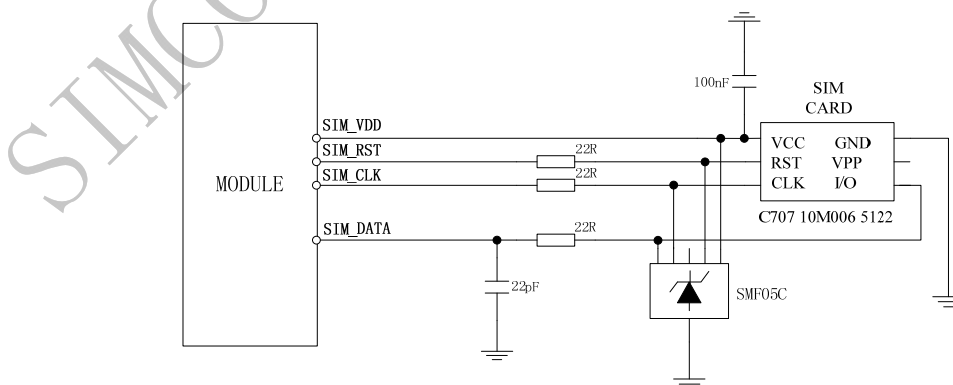 SIMCO
MODULE
SIM_VDD
SIM_RST
SIM_CLK
SIM_DATA
22R
22R
22R
22pF
100nF
SIM
CARD
VCC GND
RST VPP
CLK I/O
C707 10M006 5122
SMF05C